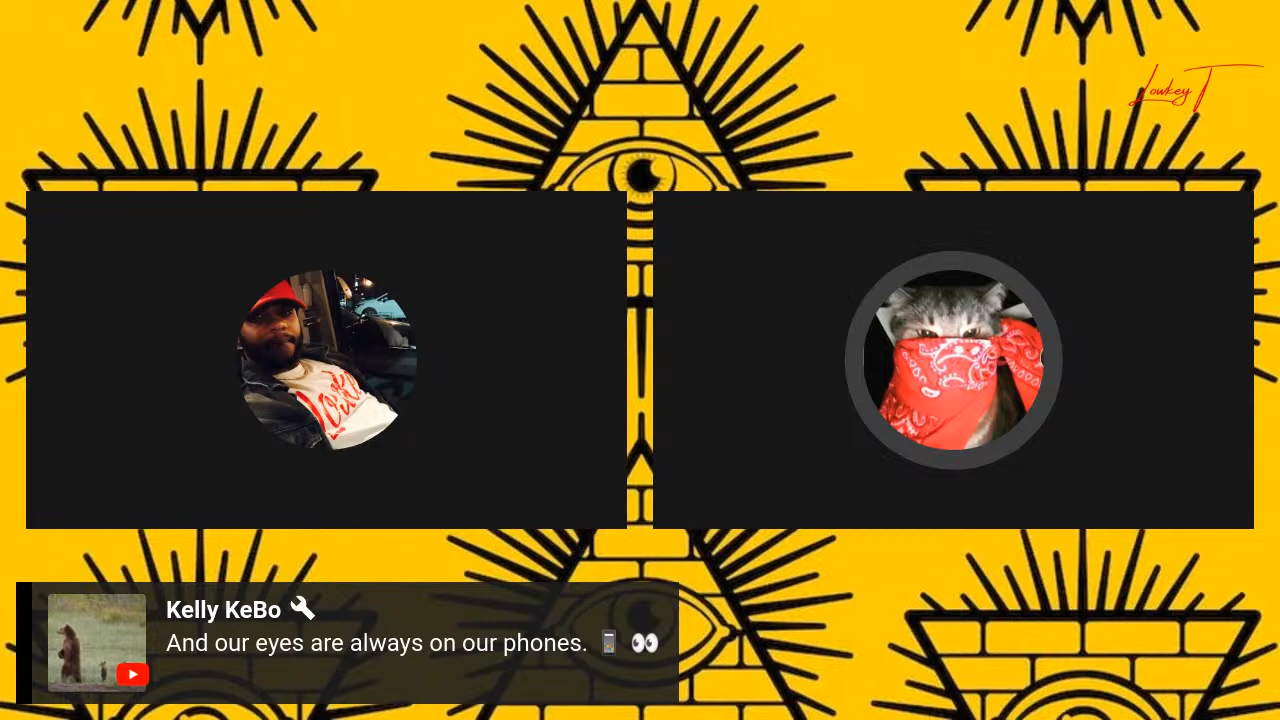 Lowkey T
Kelly KeBo 🔧
And our eyes are always on our phones. 📱 👀